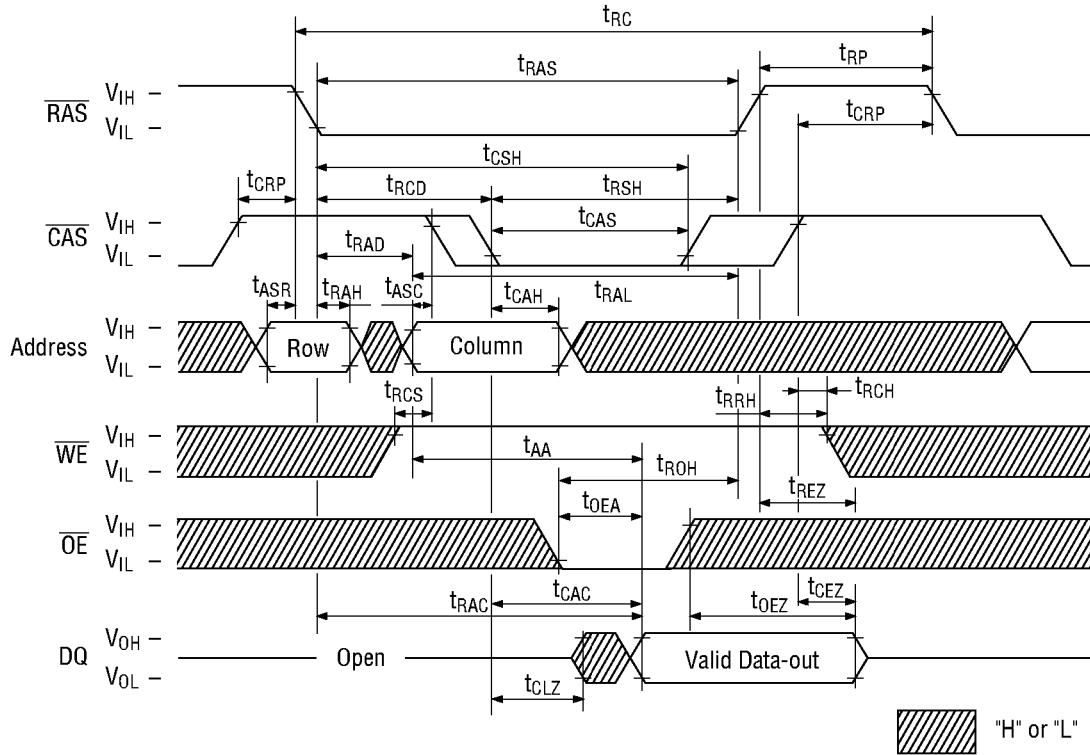 tRC
tRAS tRP
RAS VIH
VIL
tCRP
tCSH
tCRP tRCD tRSH
CAS VIH
VIL
tCAS
tRAD
tASR tRAH tASC tCAH tRAL
Address VIH
VIL
Row Column
tRCS tRRH tRCH
WE VIH
VIL
tAA tROH
tOEA tREZ
OE VIH
VIL
tRAC tCAC tOEZ tCEZ
DQ VOH
VOL
Open Valid Data-out
tCLZ
"H" or "L"